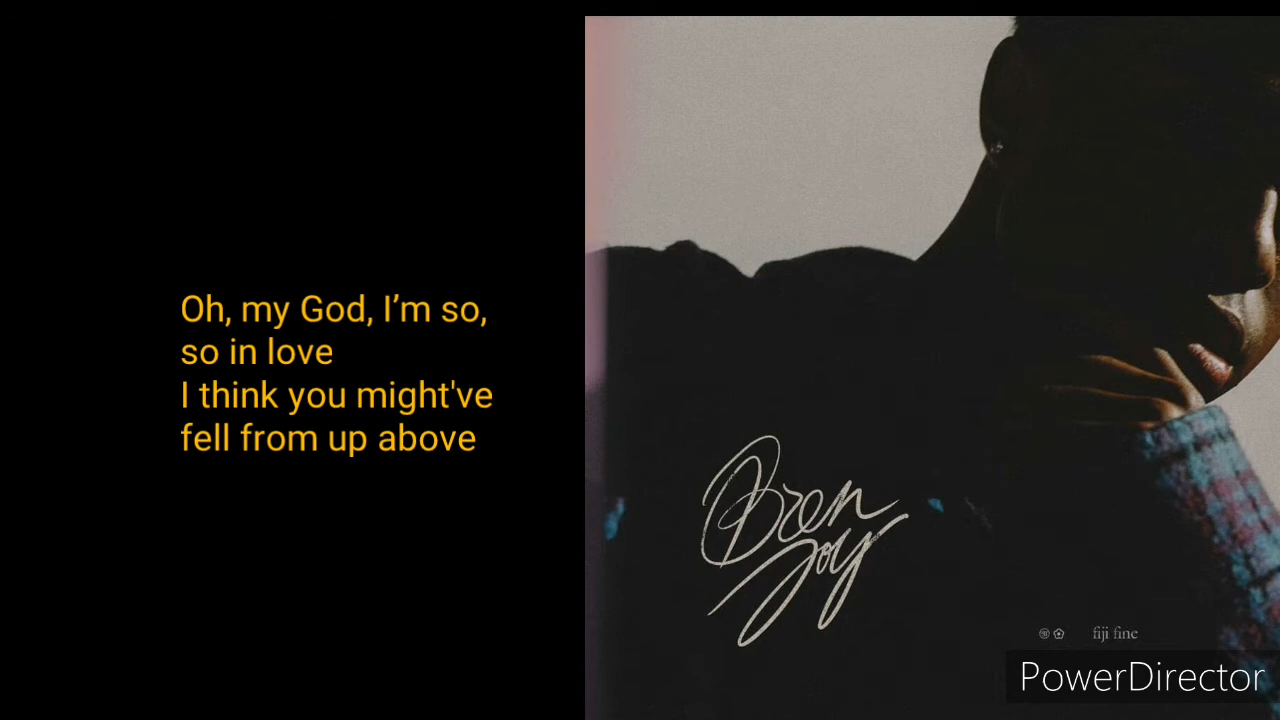 Oh, my God, I’m so,
so in love
I think you might've
fell from up above
Bren
Joy
fiji fine
PowerDirector